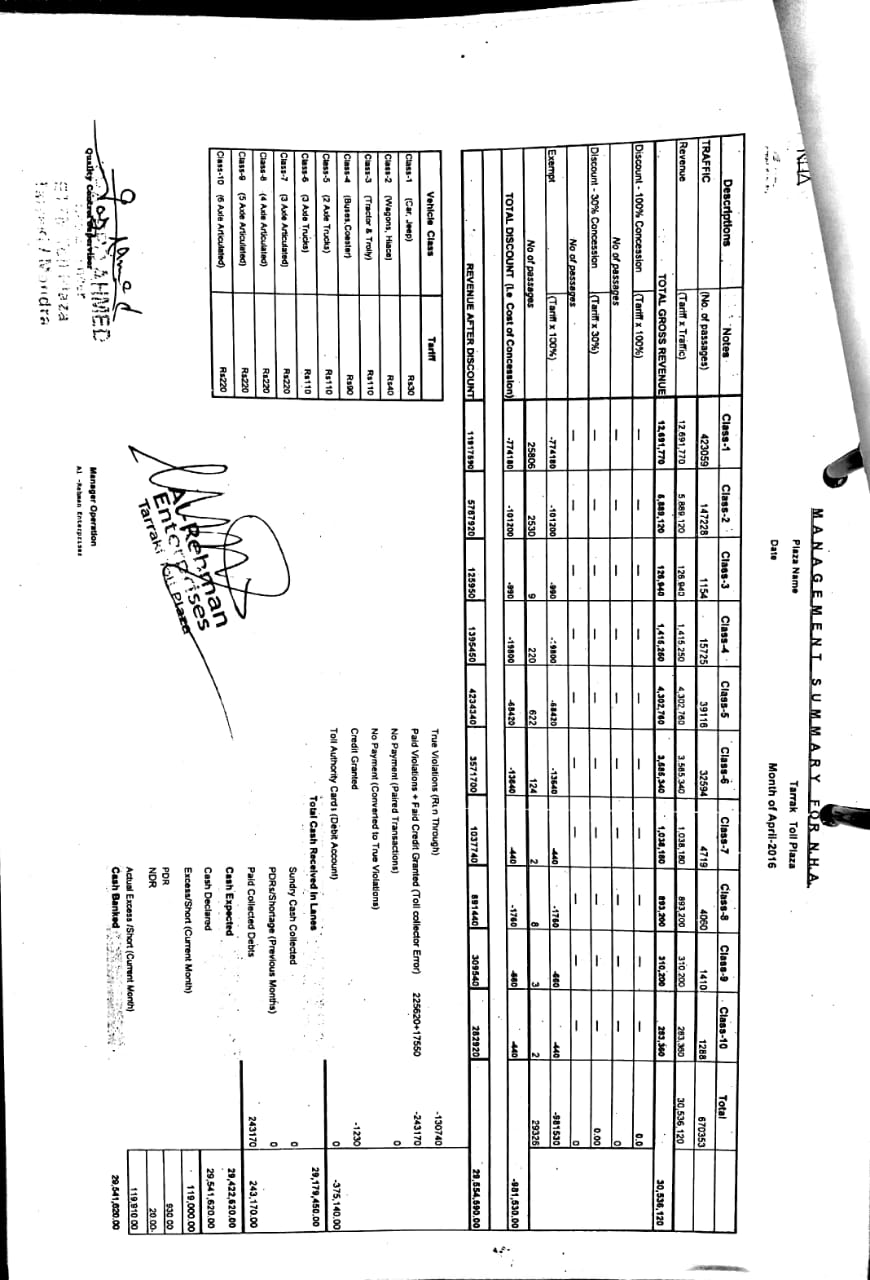 NHA
MANAGEMENT SUMMARY FOR NHA.
Plaza Name Tarrak Toll Plaza
Date Month of April-2016
Descriptions Notes Class-1 Class-2 Class-3 Class-4 Class-5 Class-6 Class-7 Class-8 Class-9 Class-10 Total
TRAFFIC (No. of passages) 423059 147228 1154 15725 39116 32594 4719 4060 1410 1288 670353
Revenue (Tariff x Traffic) 12,691,770 5 889 120 126 940 1,415 250 4,302,760 3 585 340 1,038,180 893,200 310 200 283,360 30,536,120
TOTAL GROSS REVENUE 12,691,770 5,889,120 126,940 1,415,250 4,302,760 3,585,340 1,038,180 893,200 310,200 283,360 30,536,120
Discount - 100% Concession (Tariff x 100%) — — — — — — — — — — 0.0
No of passages — — — — — — — — — — 0
Discount - 30% Concession (Tariff x 30%) — — — — — — — — — — 0.00
No of passages — — — — — — — — — — 0
Exempt (Tariff x 100%) -774180 -101200 -990 -19800 -68420 -13640 -440 -1760 -660 -440 -981530
No of passages 25806 2530 9 220 622 124 2 8 3 2 29326
TOTAL DISCOUNT (i.e Cost of Concession) -774180 -101200 -990 -19800 -68420 -13640 -440 -1760 -660 -440 -981,530.00
REVENUE AFTER DISCOUNT 11917590 5787920 125950 1395450 4234340 3571700 1037740 891440 309540 282920 29,554,590.00
Vehicle Class Tariff
Class-1 (Car, Jeep) Rs30
Class-2 (Wagons, Hiace) Rs40
Class-3 (Tractor & Trolly) Rs110
Class-4 (Buses,Coaster) Rs90
Class-5 (2 Axle Trucks) Rs110
Class-6 (3 Axle Trucks) Rs110
Class-7 (3 Axle Articulated) Rs220
Class-8 (4 Axle Articulated) Rs220
Class-9 (5 Axle Articulated) Rs220
Class-10 (6 Axle Articulated) Rs220
True Violations (Run Through) -130740
Paid Violations + Paid Credit Granted (Toll collector Error) 225620+17550 -243170
No Payment (Paired Transactions) 0
No Payment (Converted to True Violations)
Credit Granted -1230
Toll Authority Cards (Debit Account) 0 -375,140.00
Total Cash Received in Lanes 29,179,450.00
Sundry Cash Collected 0
PDRs/Shortage (Previous Months) 0
Paid Collected Debts 243170 243,170.00
Cash Expected 29,422,620.00
Cash Declared 29,541,620.00
Excess/Short (Current Month) 119,000.00
PDR 930.00
NDR 20.00
Actual Excess /Short (Current Month) 119,910.00
Cash Banked 29,541,620.00
AHMED
Quality Control Supervisor
Plaza
Mandra
AL-Rehman
Enterprises
Tarraki Toll Plaza
Manager Operation
Al -Rehman Enterprises